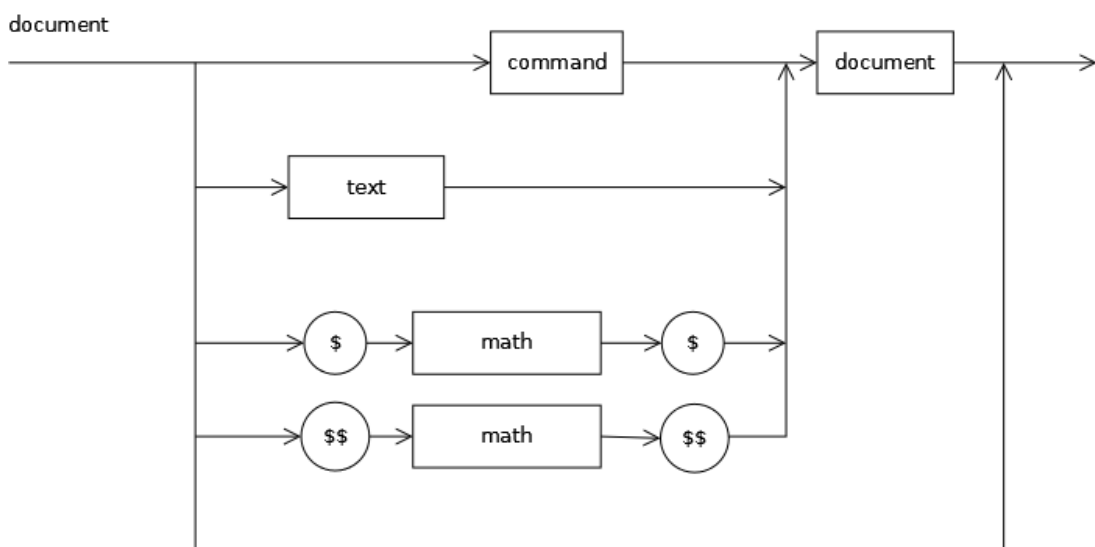 document
command document
text
$ math $
$$ math $$